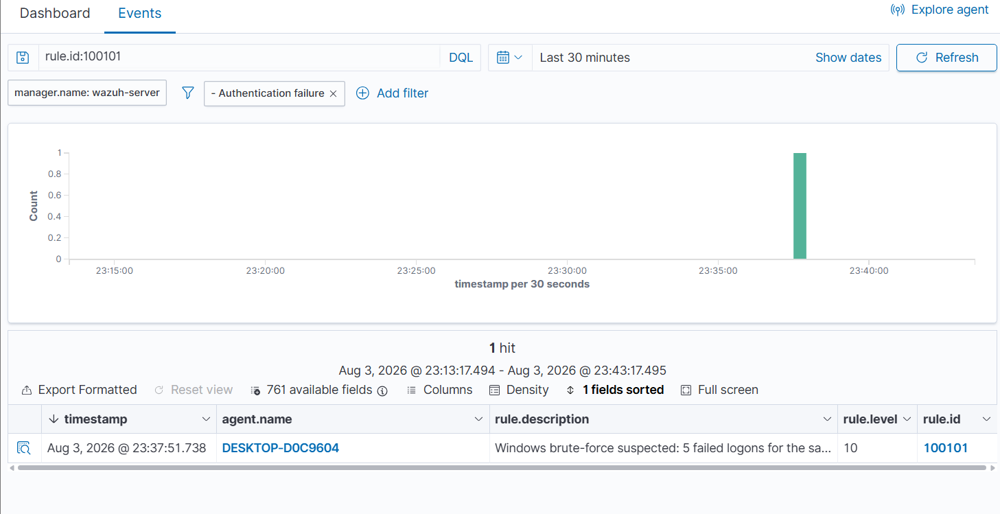 Dashboard Events Explore agent
rule.id:100101 DQL Last 30 minutes Show dates Refresh
manager.name: wazuh-server - Authentication failure × Add filter
1
0.8
0.6
0.4
0.2
0
Count
23:15:00 23:20:00 23:25:00 23:30:00 23:35:00 23:40:00
timestamp per 30 seconds
1 hit
Aug 3, 2026 @ 23:13:17.494 - Aug 3, 2026 @ 23:43:17.495
Export Formatted Reset view 761 available fields Columns Density 1 fields sorted Full screen
timestamp agent.name rule.description rule.level rule.id
Aug 3, 2026 @ 23:37:51.738 DESKTOP-D0C9604 Windows brute-force suspected: 5 failed logons for the sa... 10 100101